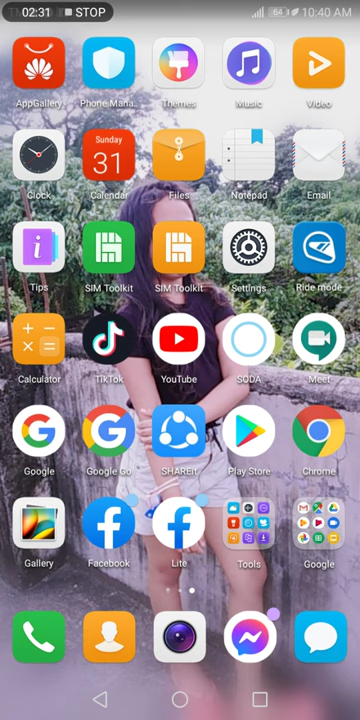 02:31 STOP 64 10:40 AM
AppGallery Phone Mana.. Themes Music Video
Sunday
31
Clock Calendar Files Notepad Email
Tips SIM Toolkit SIM Toolkit Settings Ride mode
Calculator TikTok YouTube SODA Meet
Google Google Go SHAREit Play Store Chrome
Gallery Facebook Lite Tools Google